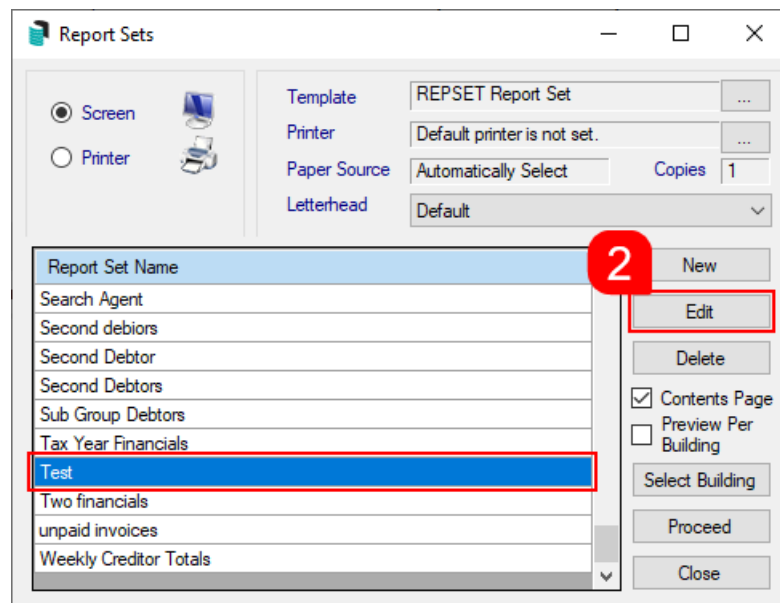 Report Sets
Screen
Printer
Template
REPSET Report Set
...
Printer
Default printer is not set.
...
Paper Source
Automatically Select
Copies
1
Letterhead
Default
Report Set Name
Search Agent
Second debiors
Second Debtor
Second Debtors
Sub Group Debtors
Tax Year Financials
Test
Two financials
unpaid invoices
Weekly Creditor Totals
2
New
Edit
Delete
Contents Page
Preview Per
Building
Select Building
Proceed
Close